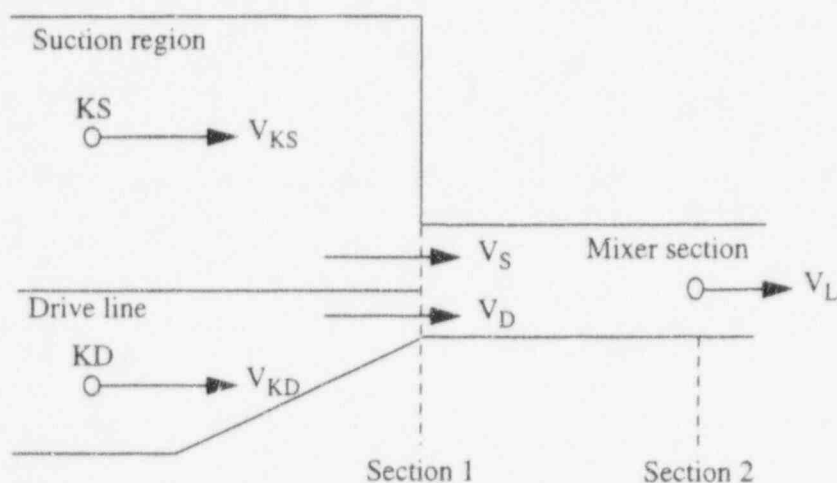 Suction region
KS
V_KS
V_S
Mixer section
V_L
Drive line
V_D
KD
V_KD
Section 1
Section 2